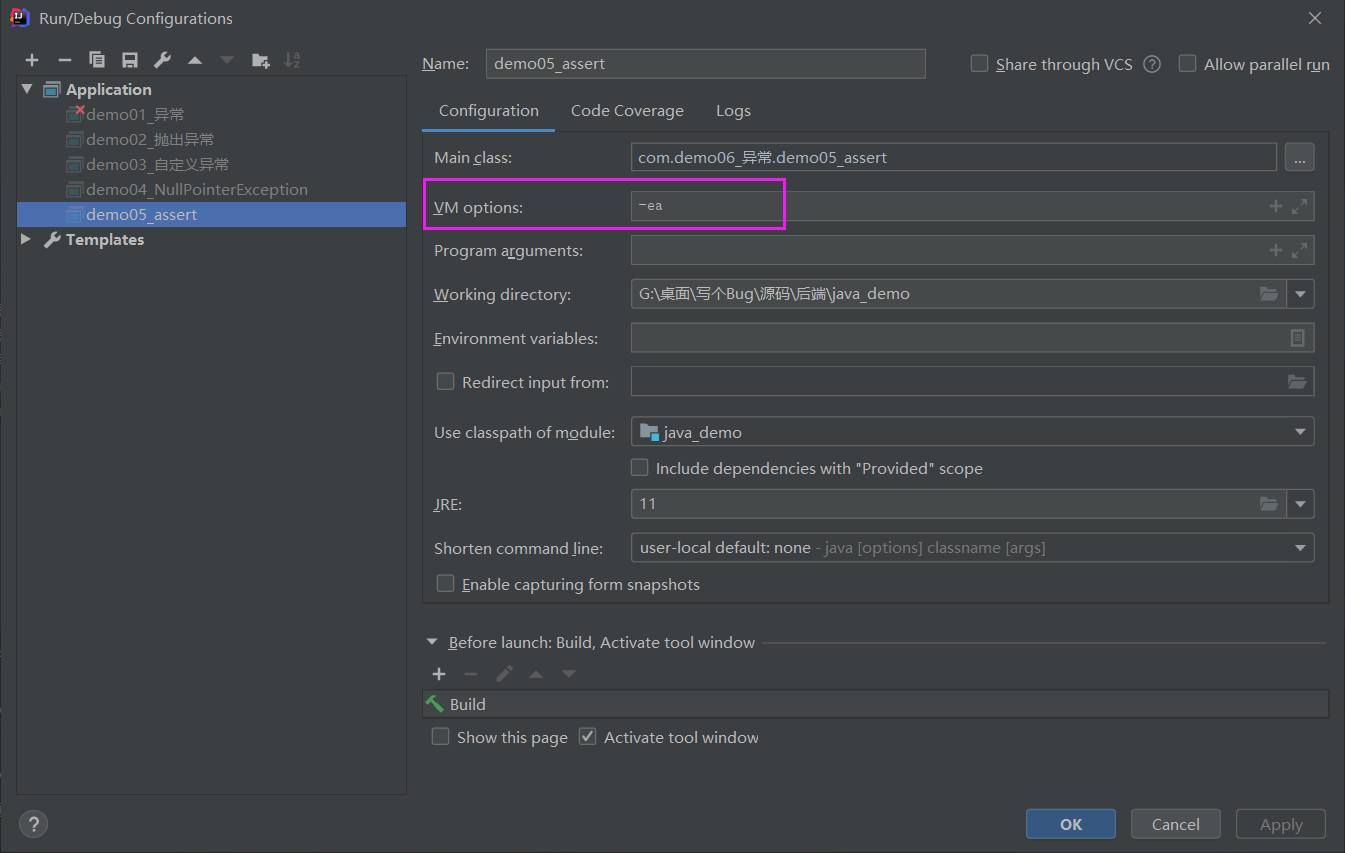 Run/Debug Configurations
Application
demo01_异常
demo02_抛出异常
demo03_自定义异常
demo04_NullPointerException
demo05_assert
Templates
Name: demo05_assert
Share through VCS
Allow parallel run
Configuration Code Coverage Logs
Main class: com.demo06_异常.demo05_assert ...
VM options: -ea
Program arguments:
Working directory: G:\桌面\写个Bug\源码\后端\java_demo
Environment variables:
Redirect input from:
Use classpath of module: java_demo
Include dependencies with "Provided" scope
JRE: 11
Shorten command line: user-local default: none - java [options] classname [args]
Enable capturing form snapshots
Before launch: Build, Activate tool window
Build
Show this page Activate tool window
? OK Cancel Apply